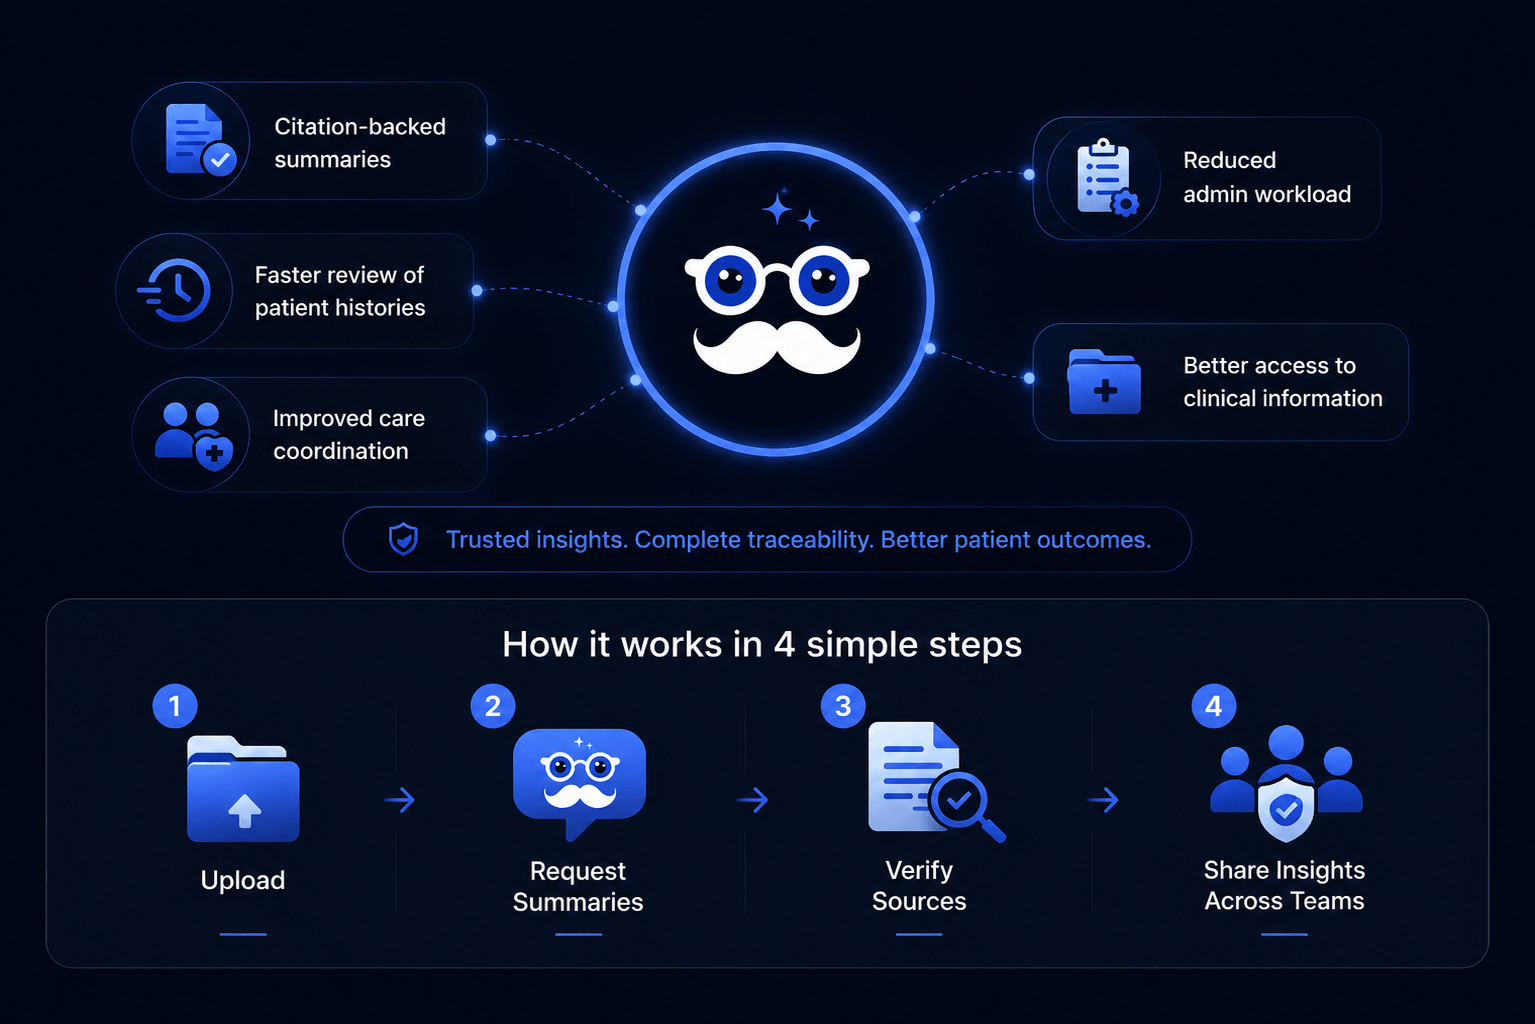 Citation-backed
summaries
Faster review of
patient histories
Improved care
coordination
Reduced
admin workload
Better access to
clinical information
Trusted insights. Complete traceability. Better patient outcomes.
How it works in 4 simple steps
1
Upload
2
Request
Summaries
3
Verify
Sources
4
Share Insights
Across Teams